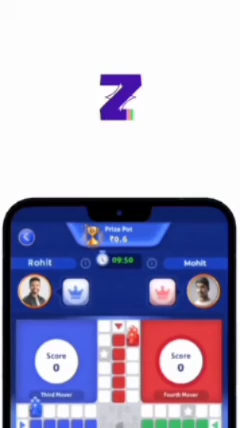 Z
Prize Pot
₹0.6
Rohit
09:50
Mohit
Score
0
Score
0
Third Mover
Fourth Mover